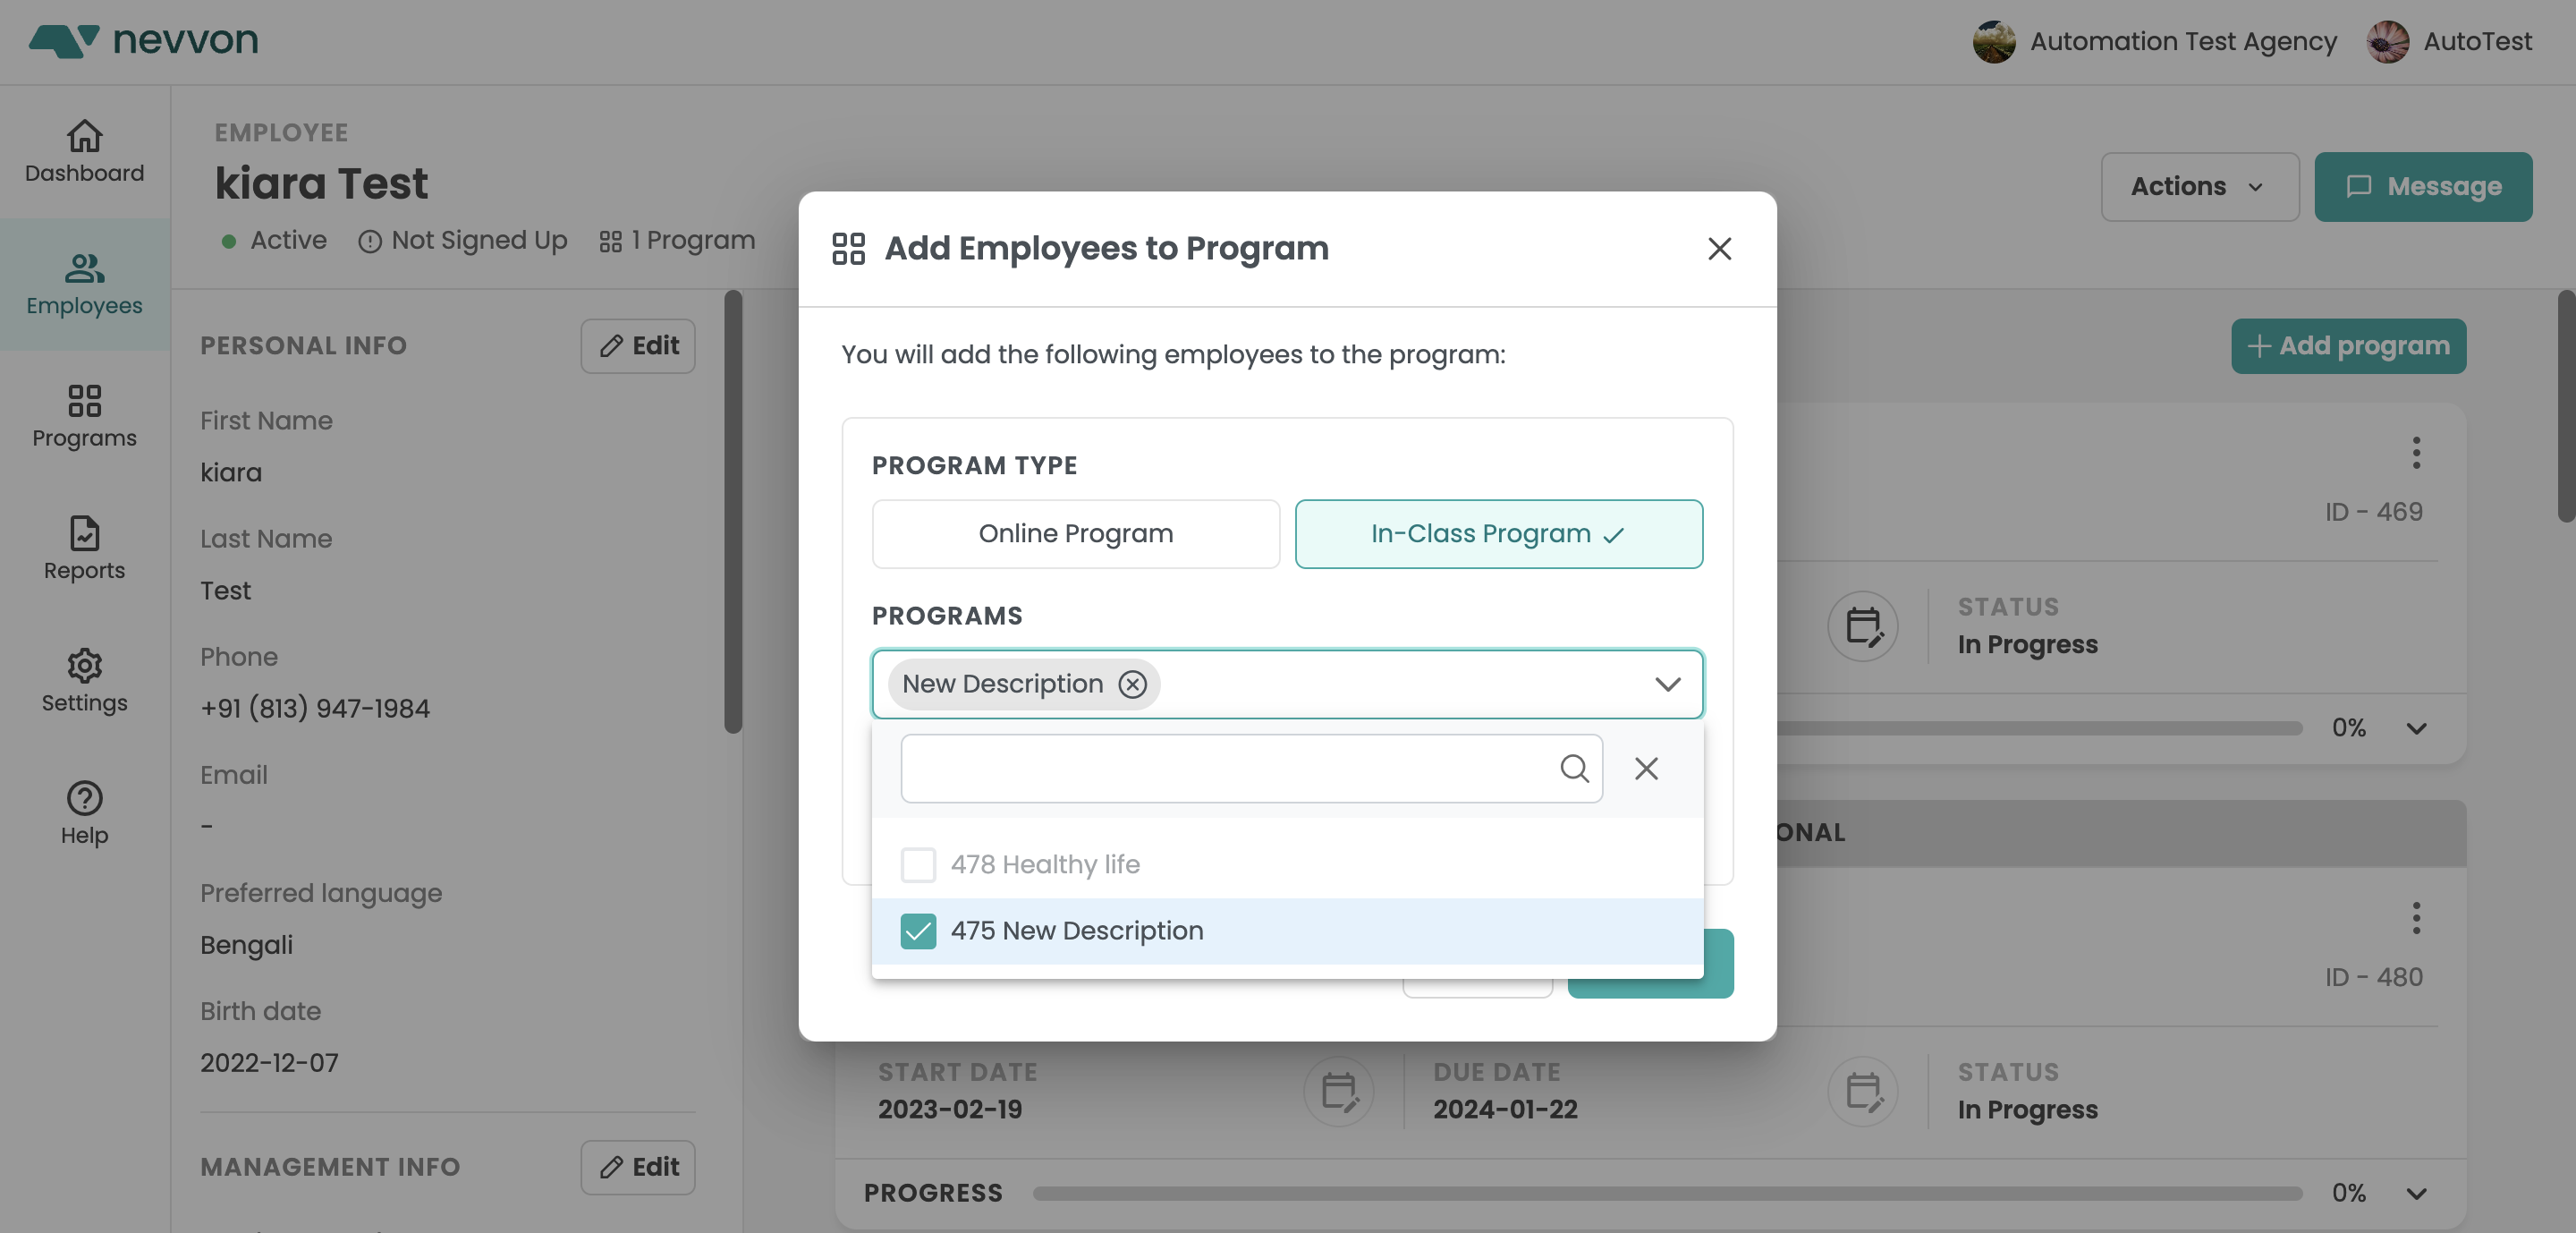 nevvon
Automation Test Agency
AutoTest
Dashboard
Employees
Programs
Reports
Settings
Help
EMPLOYEE
kiara Test
Active
Not Signed Up
1 Program
Actions
Message
PERSONAL INFO
Edit
First Name
kiara
Last Name
Test
Phone
+91 (813) 947-1984
Email
-
Preferred language
Bengali
Birth date
2022-12-07
MANAGEMENT INFO
Edit
Add Employees to Program
You will add the following employees to the program:
PROGRAM TYPE
Online Program
In-Class Program
PROGRAMS
New Description
478 Healthy life
475 New Description
Add program
ID - 469
STATUS
In Progress
0%
ONAL
ID - 480
START DATE
2023-02-19
DUE DATE
2024-01-22
STATUS
In Progress
PROGRESS
0%